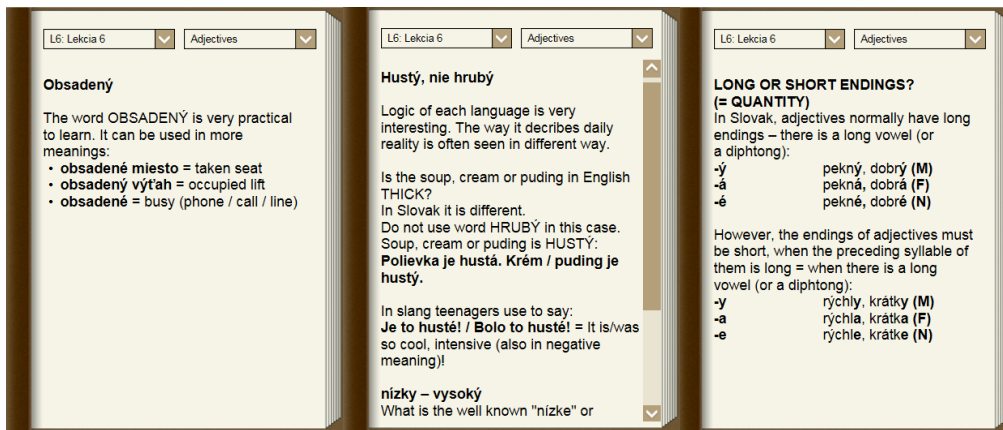 L6: Lekcia 6
Adjectives
Obsadený
The word OBSADENÝ is very practical
to learn. It can be used in more
meanings:
• obsadené miesto = taken seat
• obsadený výťah = occupied lift
• obsadené = busy (phone / call / line)
L6: Lekcia 6
Adjectives
Hustý, nie hrubý
Logic of each language is very
interesting. The way it decribes daily
reality is often seen in different way.
Is the soup, cream or puding in English
THICK?
In Slovak it is different.
Do not use word HRUBÝ in this case.
Soup, cream or puding is HUSTÝ:
Polievka je hustá. Krém / puding je
hustý.
In slang teenagers use to say:
Je to husté! / Bolo to husté! = It is/was
so cool, intensive (also in negative
meaning)!
nízky – vysoký
What is the well known "nízke" or
L6: Lekcia 6
Adjectives
LONG OR SHORT ENDINGS?
(= QUANTITY)
In Slovak, adjectives normally have long
endings – there is a long vowel (or
a diphtong):
-ý pekný, dobrý (M)
-á pekná, dobrá (F)
-é pekné, dobré (N)
However, the endings of adjectives must
be short, when the preceding syllable of
them is long = when there is a long
vowel (or a diphtong):
-y rýchly, krátky (M)
-a rýchla, krátka (F)
-e rýchle, krátke (N)